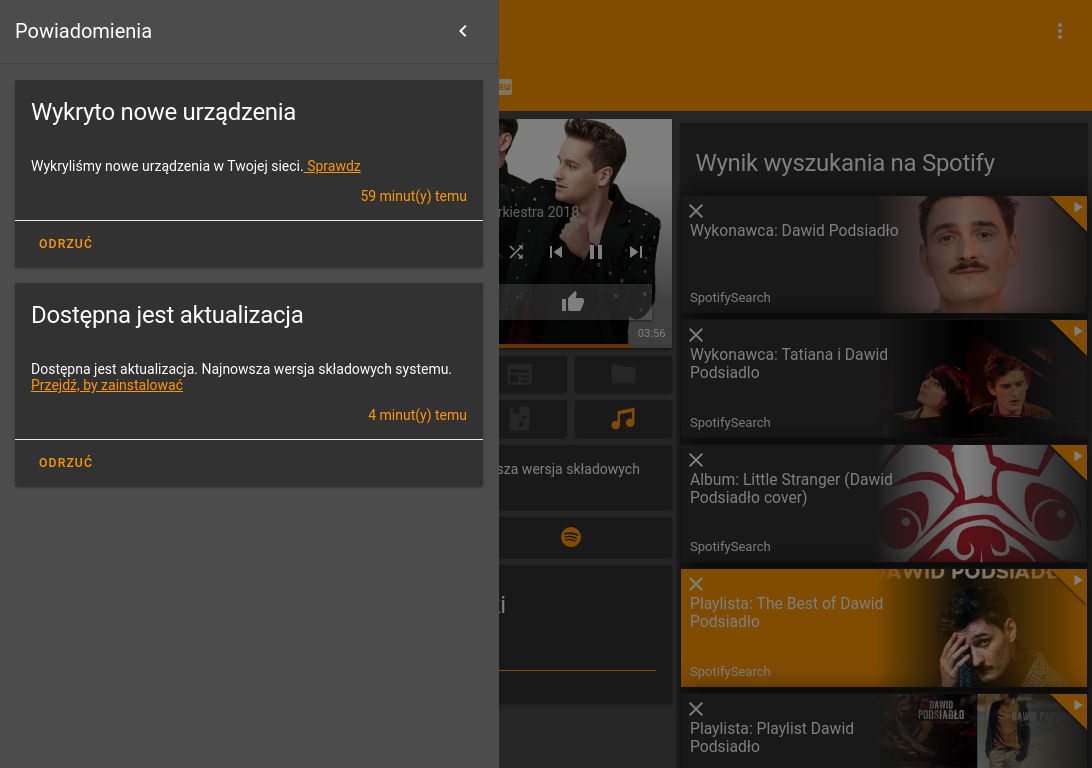 Powiadomienia
Wykryto nowe urządzenia
Wykryliśmy nowe urządzenia w Twojej sieci. Sprawdz
59 minut(y) temu
ODRZUĆ
Dostępna jest aktualizacja
Dostępna jest aktualizacja. Najnowsza wersja składowych systemu.
Przejdź, by zainstalować
4 minut(y) temu
ODRZUĆ
rkiestra 2018
03:56
sza wersja składowych
Wynik wyszukania na Spotify
Wykonawca: Dawid Podsiadło
SpotifySearch
Wykonawca: Tatiana i Dawid
Podsiadlo
SpotifySearch
Album: Little Stranger (Dawid
Podsiadło cover)
SpotifySearch
DAWID PODSIADŁ
Playlista: The Best of Dawid
Podsiadło
SpotifySearch
DAWID
PODSIADŁO
DAWID PODS
Playlista: Playlist Dawid
Podsiadło